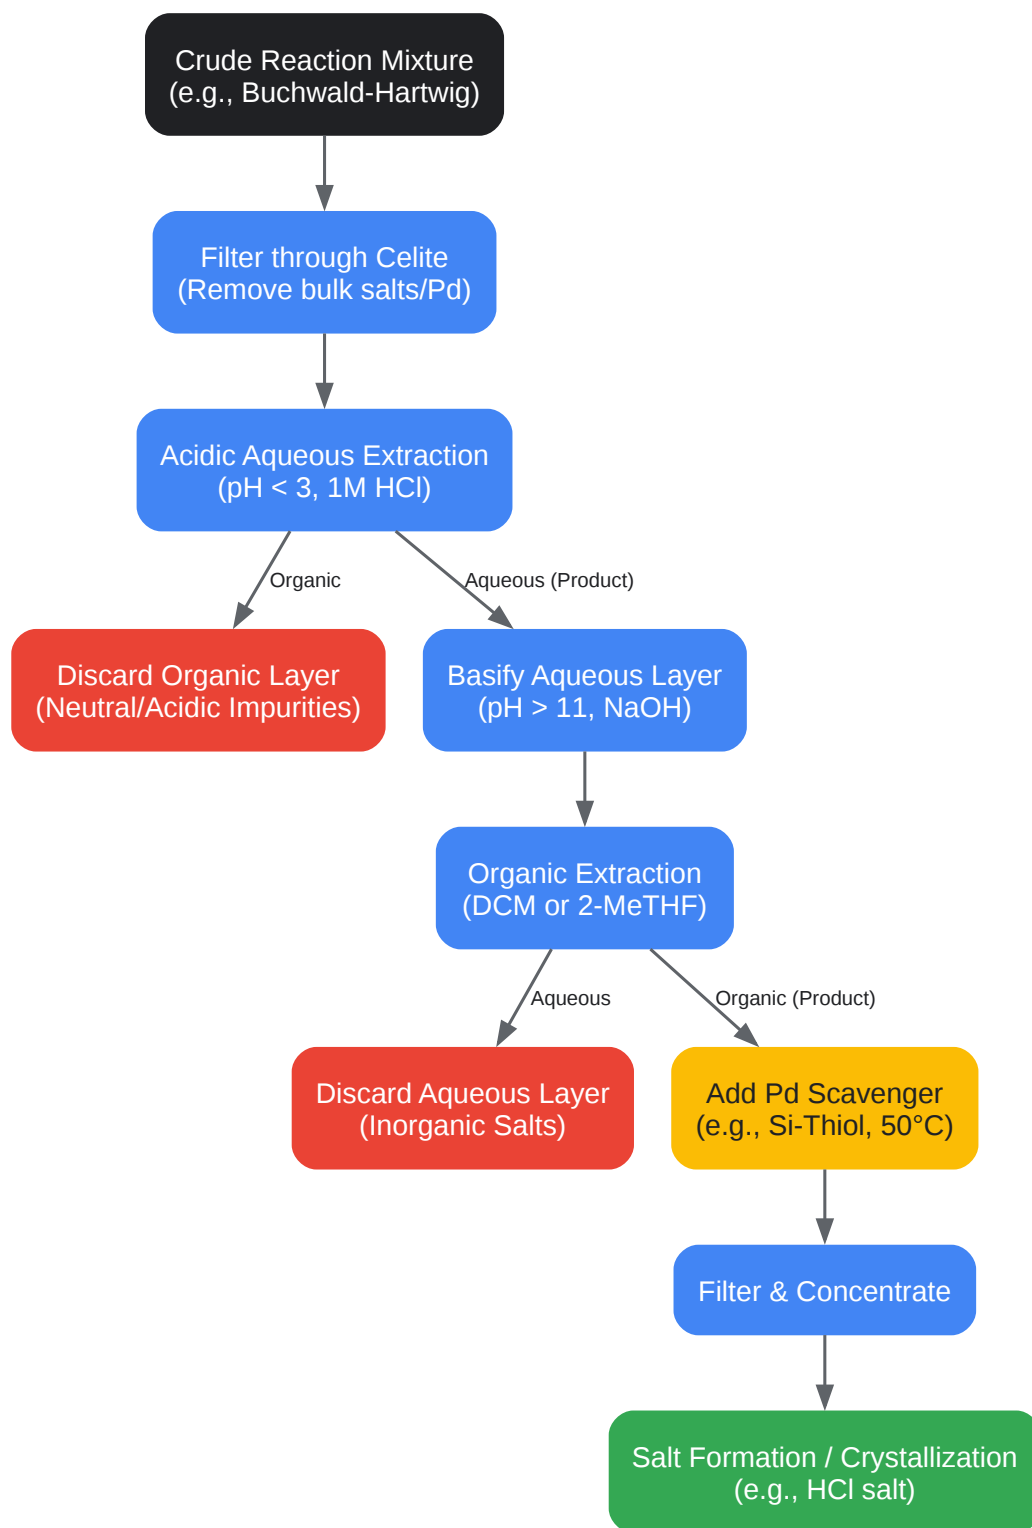 Crude Reaction Mixture
(e.g., Buchwald-Hartwig)
Filter through Celite
(Remove bulk salts/Pd)
Acidic Aqueous Extraction
(pH < 3, 1M HCl)
Organic
Aqueous (Product)
Discard Organic Layer
(Neutral/Acidic Impurities)
Basify Aqueous Layer
(pH > 11, NaOH)
Organic Extraction
(DCM or 2-MeTHF)
Aqueous
Organic (Product)
Discard Aqueous Layer
(Inorganic Salts)
Add Pd Scavenger
(e.g., Si-Thiol, 50°C)
Filter & Concentrate
Salt Formation / Crystallization
(e.g., HCl salt)